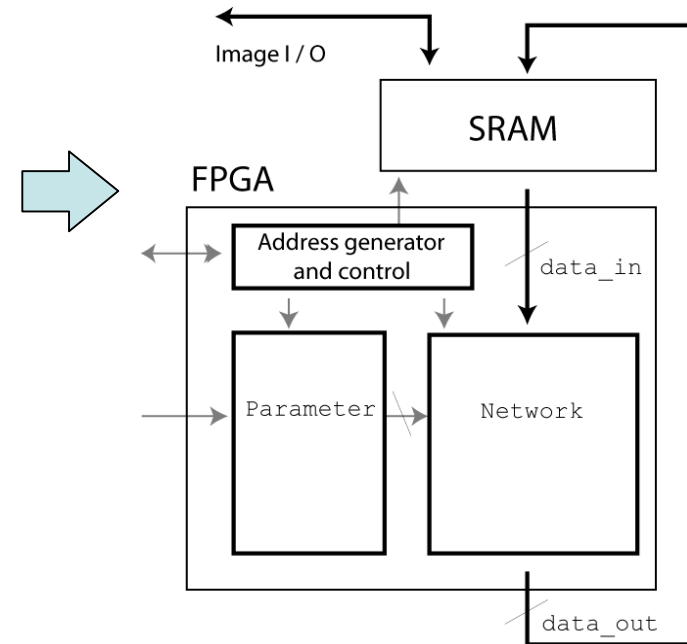 Image I / O
SRAM
FPGA
Address generator
and control
data_in
Parameter
Network
data_out